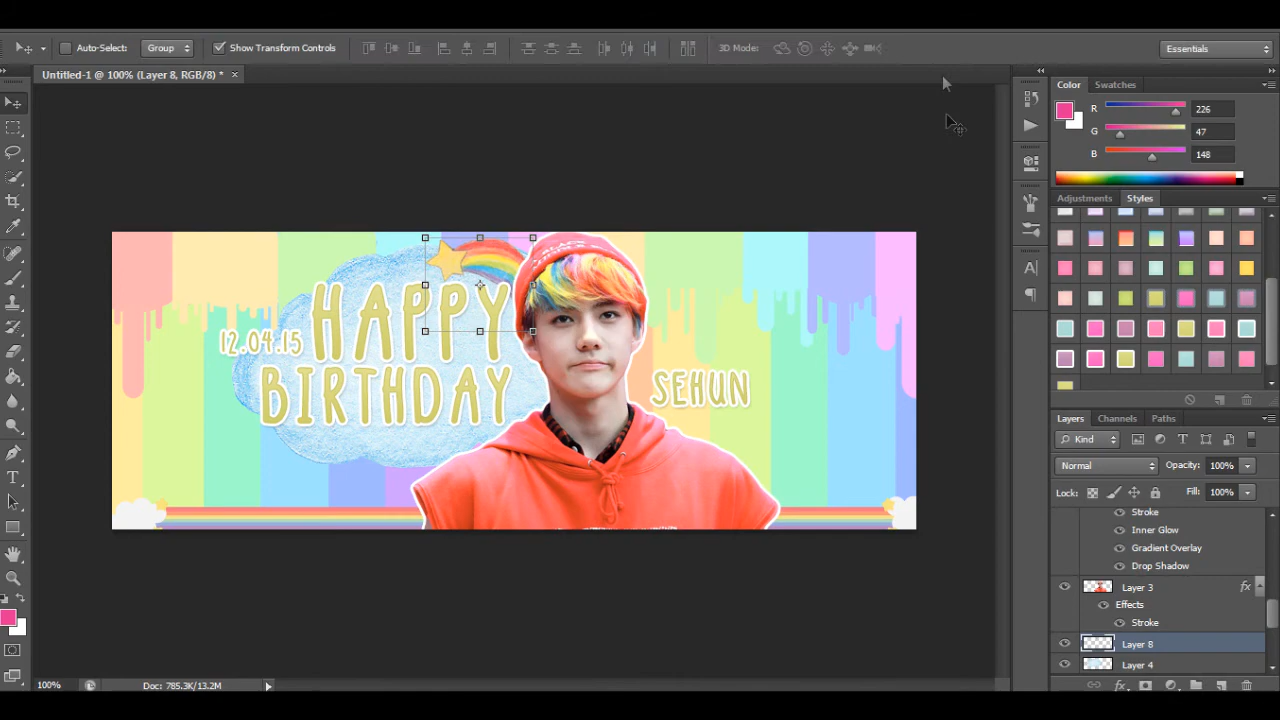 Auto-Select:
Group
Show Transform Controls
3D Mode:
Essentials
Untitled-1 @ 100% (Layer 8, RGB/8) *
Color
Swatches
R
226
G
47
B
148
Adjustments
Styles
HAPPY
12.04.15
BIRTHDAY
SEHUN
Layers
Channels
Paths
Kind
Normal
Opacity:
100%
Lock:
Fill:
100%
Stroke
Inner Glow
Gradient Overlay
Drop Shadow
Layer 3
fx
Effects
Stroke
Layer 8
Layer 4
100%
Doc: 785.3K/13.2M